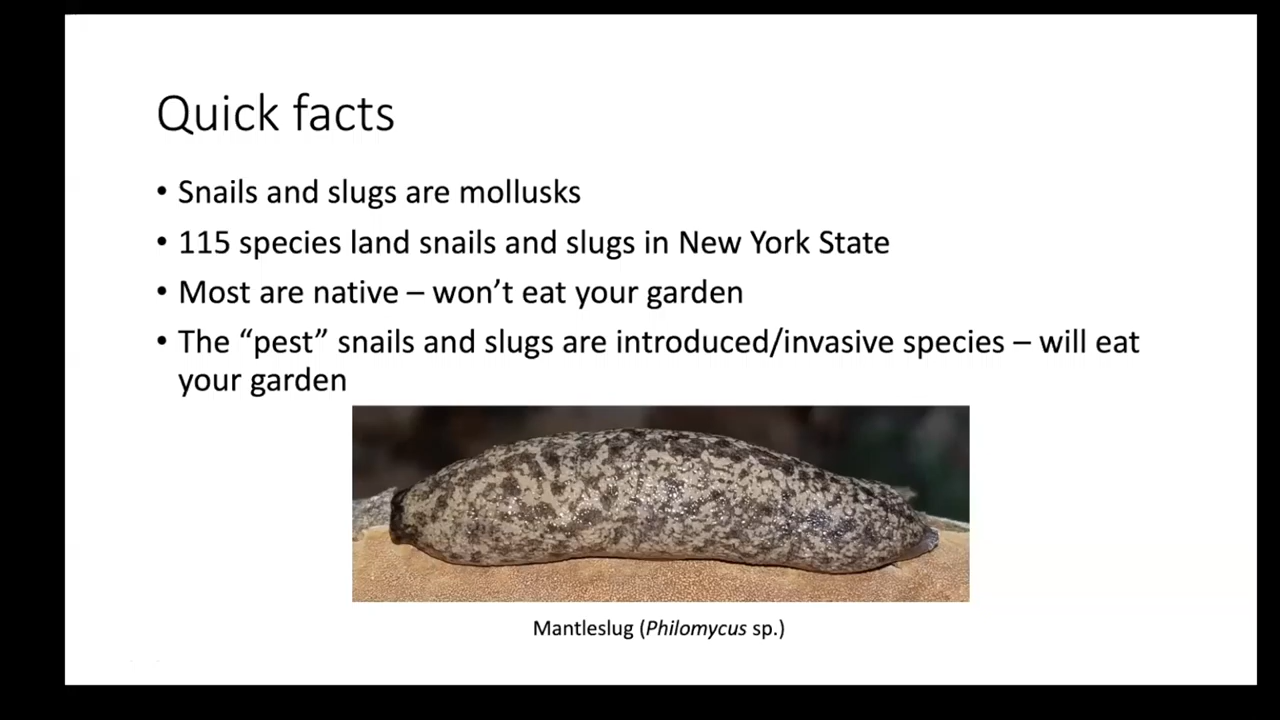 Quick facts
• Snails and slugs are mollusks
• 115 species land snails and slugs in New York State
• Most are native – won’t eat your garden
• The “pest” snails and slugs are introduced/invasive species – will eat
your garden
Mantleslug (Philomycus sp.)